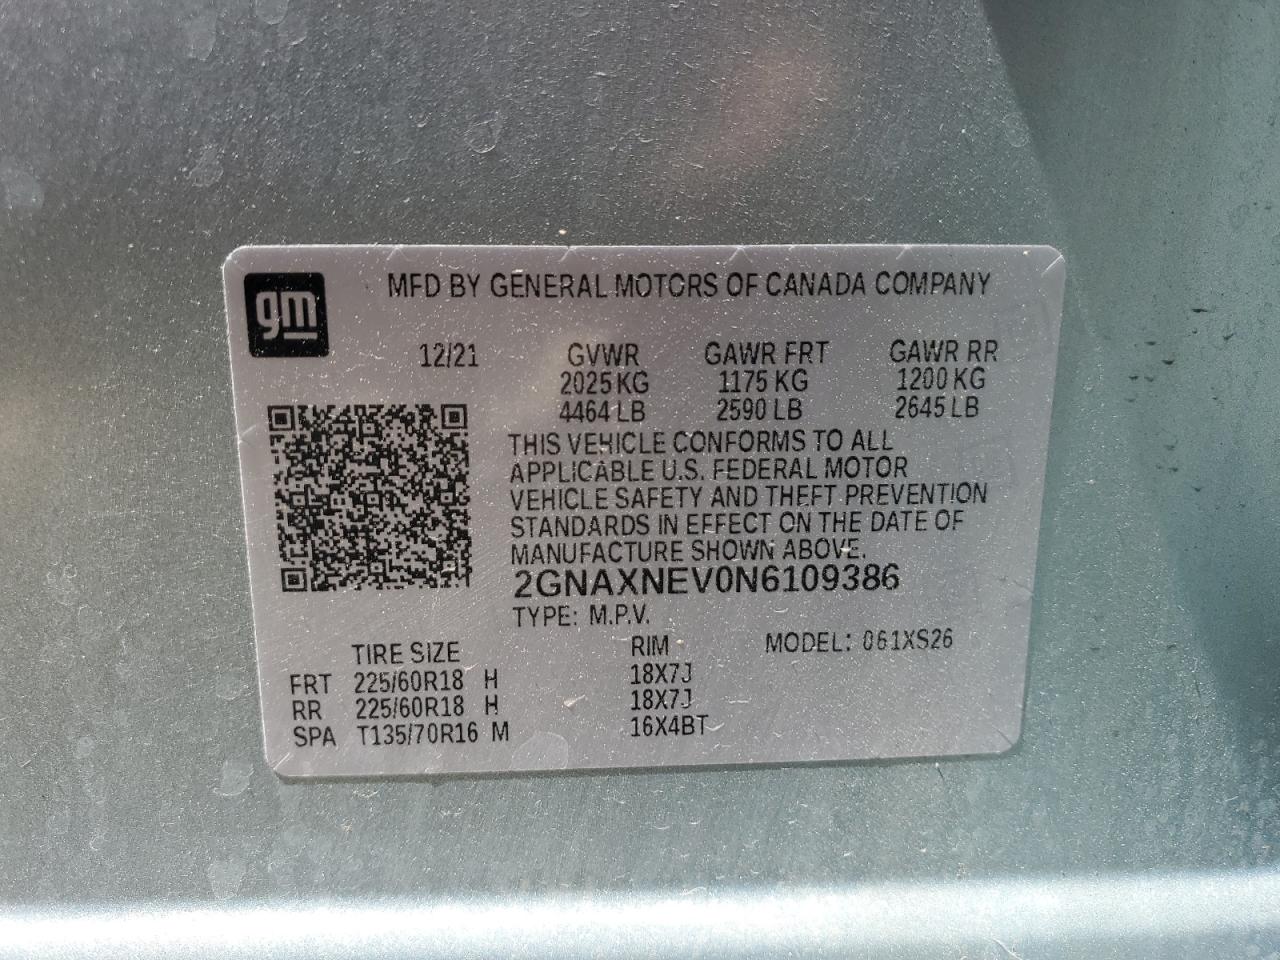 gm
MFD BY GENERAL MOTORS OF CANADA COMPANY
12/21 GVWR GAWR FRT GAWR RR
2025 KG 1175 KG 1200 KG
4464 LB 2590 LB 2645 LB
THIS VEHICLE CONFORMS TO ALL
APPLICABLE U.S. FEDERAL MOTOR
VEHICLE SAFETY AND THEFT PREVENTION
STANDARDS IN EFFECT ON THE DATE OF
MANUFACTURE SHOWN ABOVE.
2GNAXNEV0N6109386
TYPE: M.P.V.
TIRE SIZE RIM MODEL: 061XS26
FRT 225/60R18 H 18X7J
RR 225/60R18 H 18X7J
SPA T135/70R16 M 16X4BT